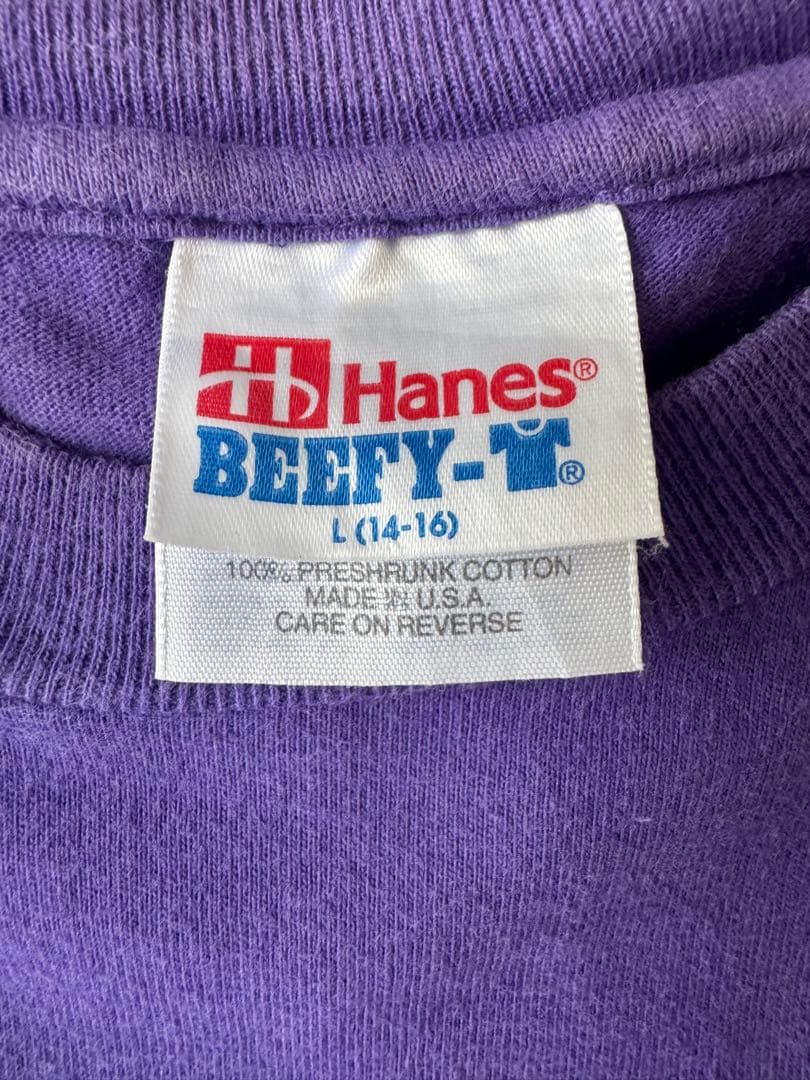 H Hanes®
BEEFY-T®
L (14-16)
100% PRESHRUNK COTTON
MADE IN U.S.A.
CARE ON REVERSE